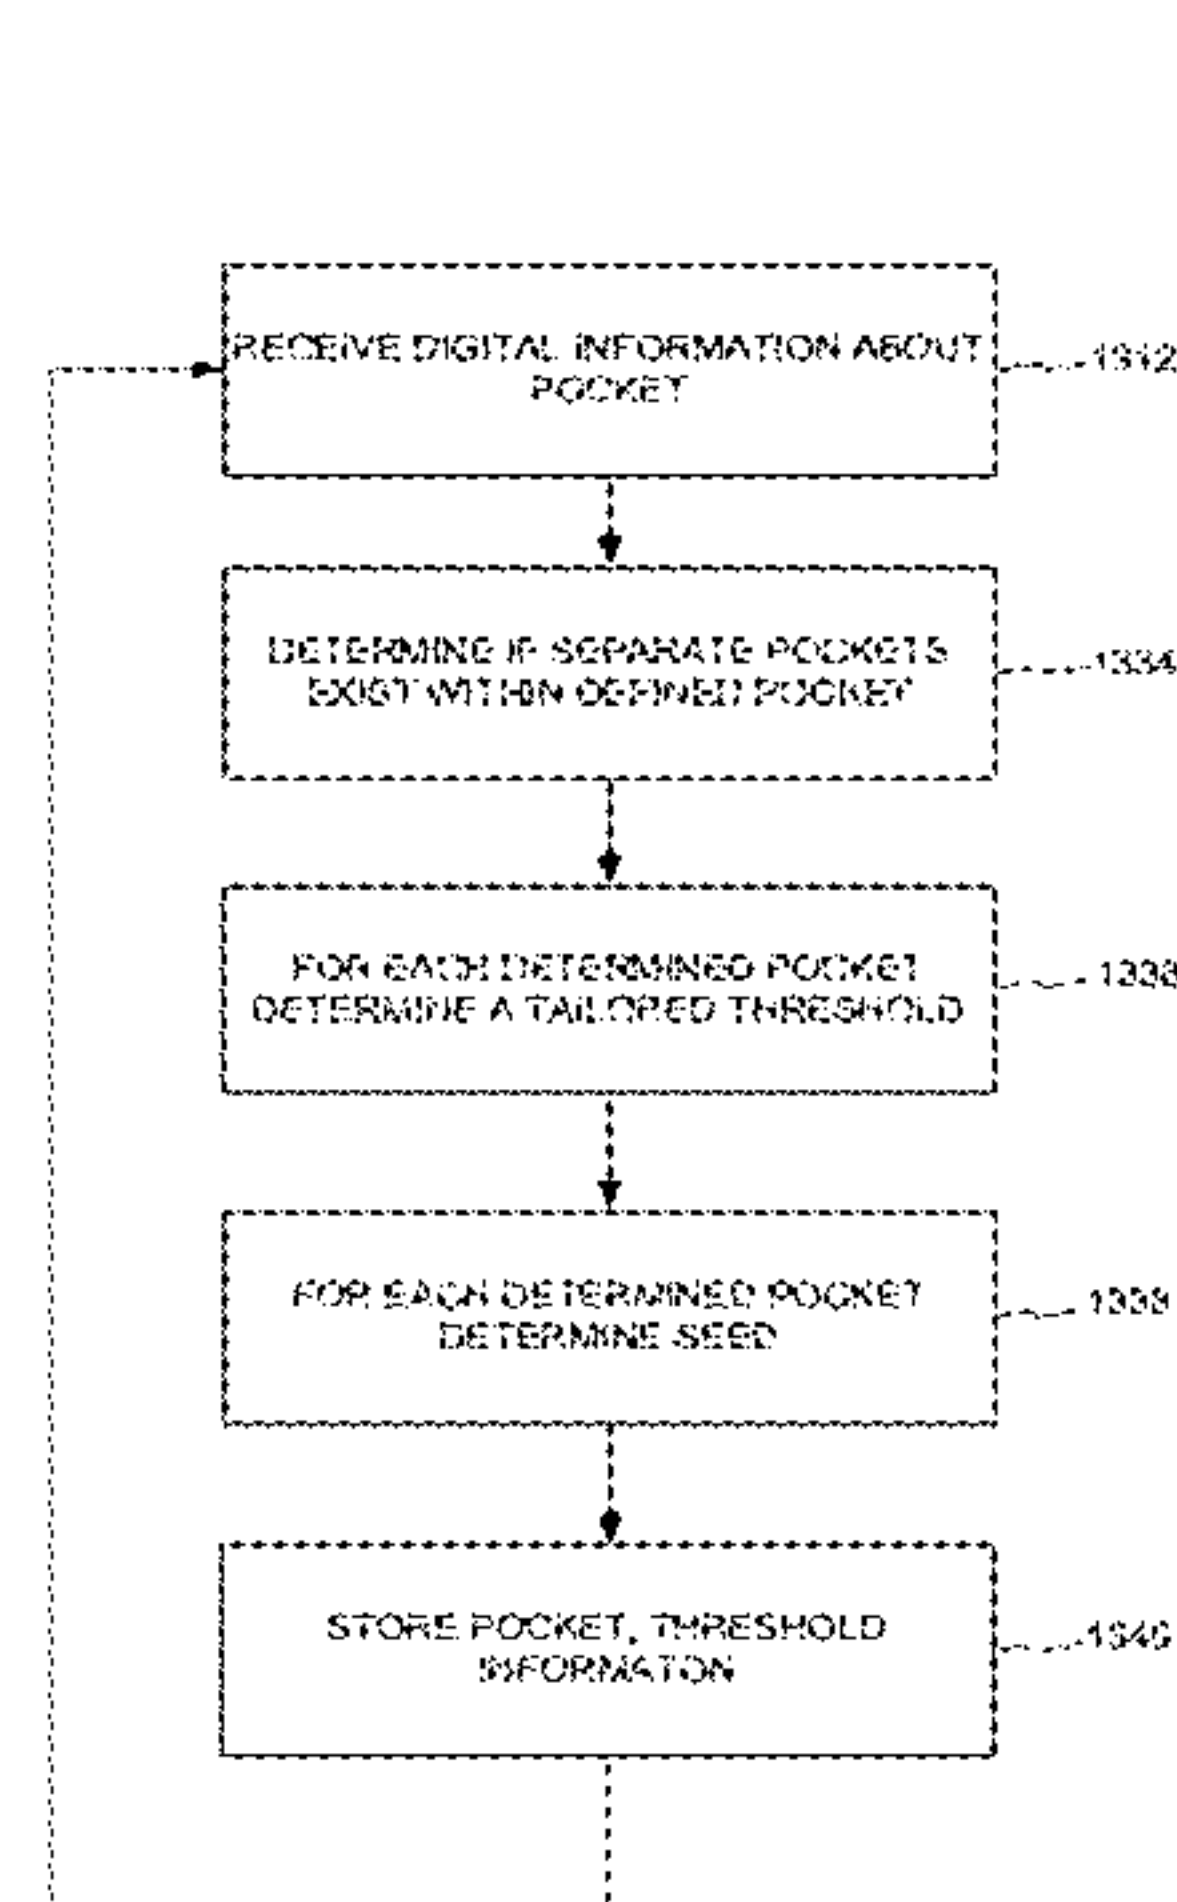 RECEIVE DIGITAL INFORMATION ABOUT
POCKET
DETERMINE IF SEPARATE POCKETS
EXIST WITHIN DEFINED POCKET
1334
FOR EACH DETERMINED POCKET
DETERMINE A TAILORED THRESHOLD
FOR EACH DETERMINED POCKET
DETERMINE SEED
STORE POCKET, THRESHOLD
INFORMATON
1340